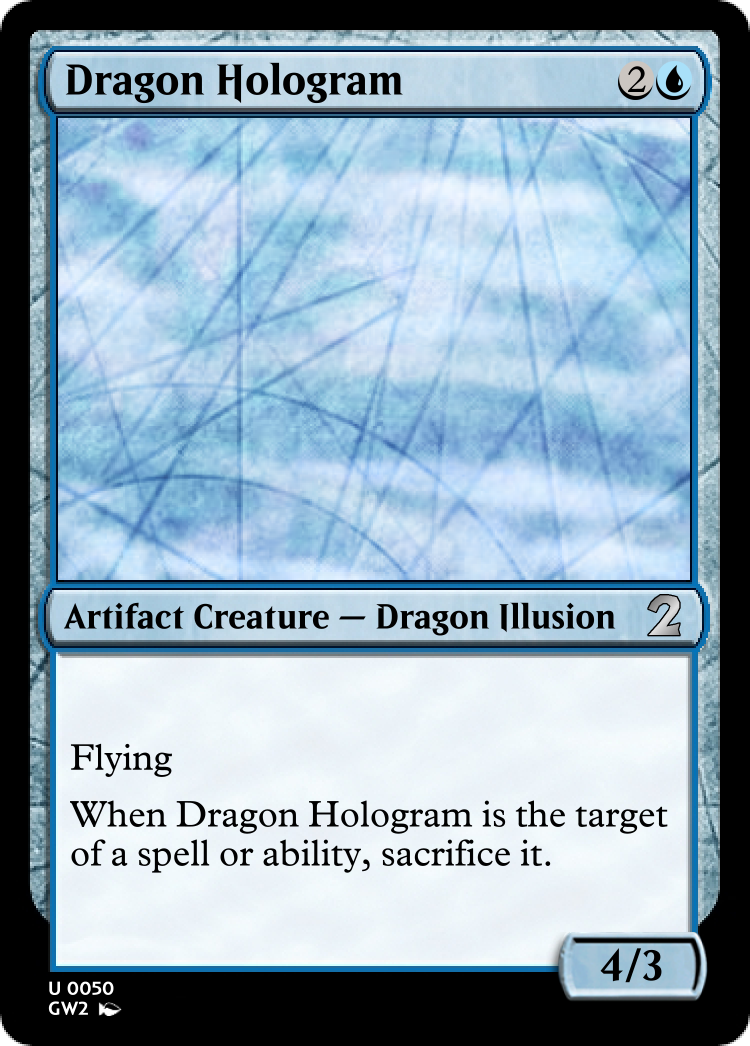 Dragon Hologram 2
Artifact Creature — Dragon Illusion 2
Flying
When Dragon Hologram is the target
of a spell or ability, sacrifice it.
4/3
U 0050
GW2